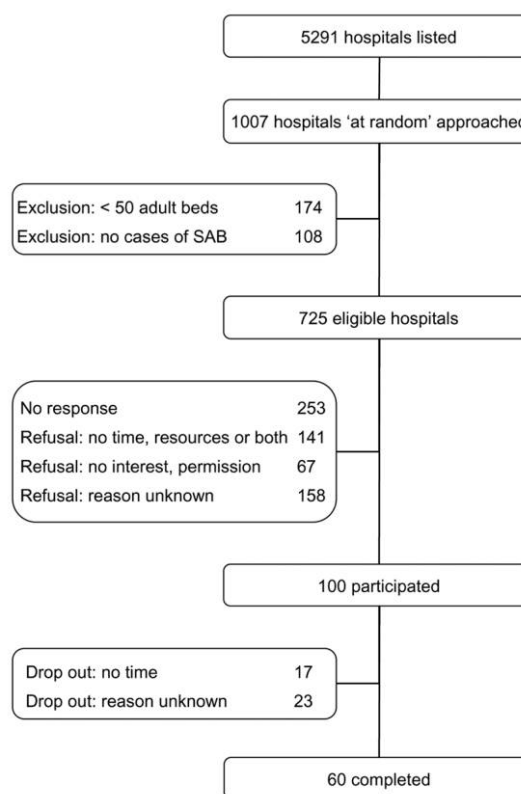 5291 hospitals listed
1007 hospitals ‘at random’ approached
Exclusion: < 50 adult beds 174
Exclusion: no cases of SAB 108
725 eligible hospitals
No response 253
Refusal: no time, resources or both 141
Refusal: no interest, permission 67
Refusal: reason unknown 158
100 participated
Drop out: no time 17
Drop out: reason unknown 23
60 completed